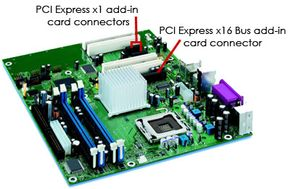 PCI Express x1 add-in
card connectors
PCI Express x16 Bus add-in
card connector